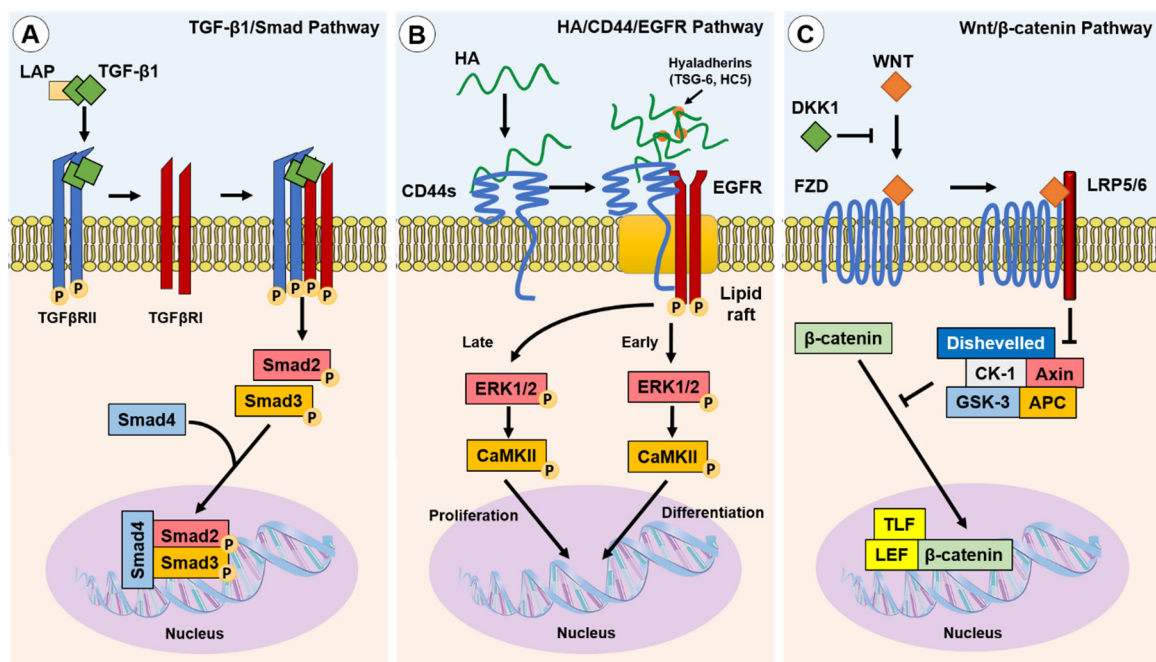 A
TGF-β1/Smad Pathway
LAP
TGF-β1
P
P
TGFβRII
TGFβRI
P
P
P
P
Smad2
P
Smad3
P
Smad4
Smad4
Smad2
P
Smad3
P
Nucleus
B
HA/CD44/EGFR Pathway
HA
Hyaladherins
(TSG-6, HC5)
CD44s
EGFR
P
P
Lipid
raft
Late
Early
ERK1/2
P
ERK1/2
P
CaMKII
P
CaMKII
P
Proliferation
Differentiation
Nucleus
C
Wnt/β-catenin Pathway
WNT
DKK1
FZD
LRP5/6
β-catenin
Dishevelled
CK-1
Axin
GSK-3
APC
TLF
LEF
β-catenin
Nucleus